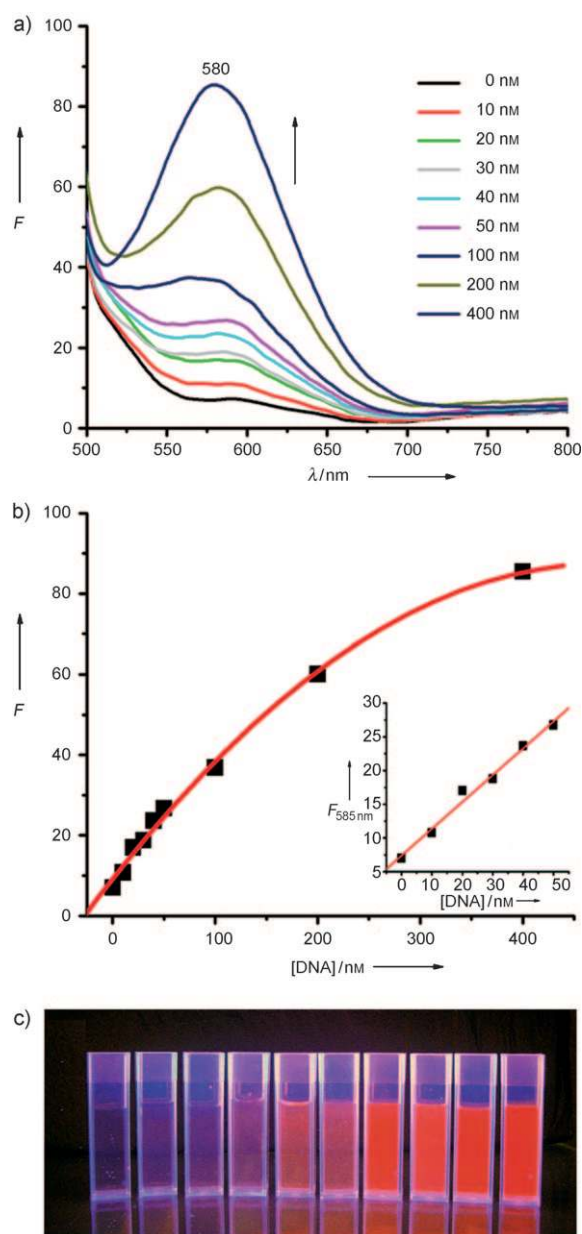 a)
100
580
0 nM
10 nM
80
20 nM
30 nM
60
40 nM
F
50 nM
40
100 nM
200 nM
20
400 nM
0
500 550 600 650 700 750 800
λ/nm
b)
100
80
60
F
30
40
25
20
F585 nm
15
20
10
5
0 10 20 30 40 50
[DNA]/nM
0
0 100 200 300 400
[DNA]/nM
c)